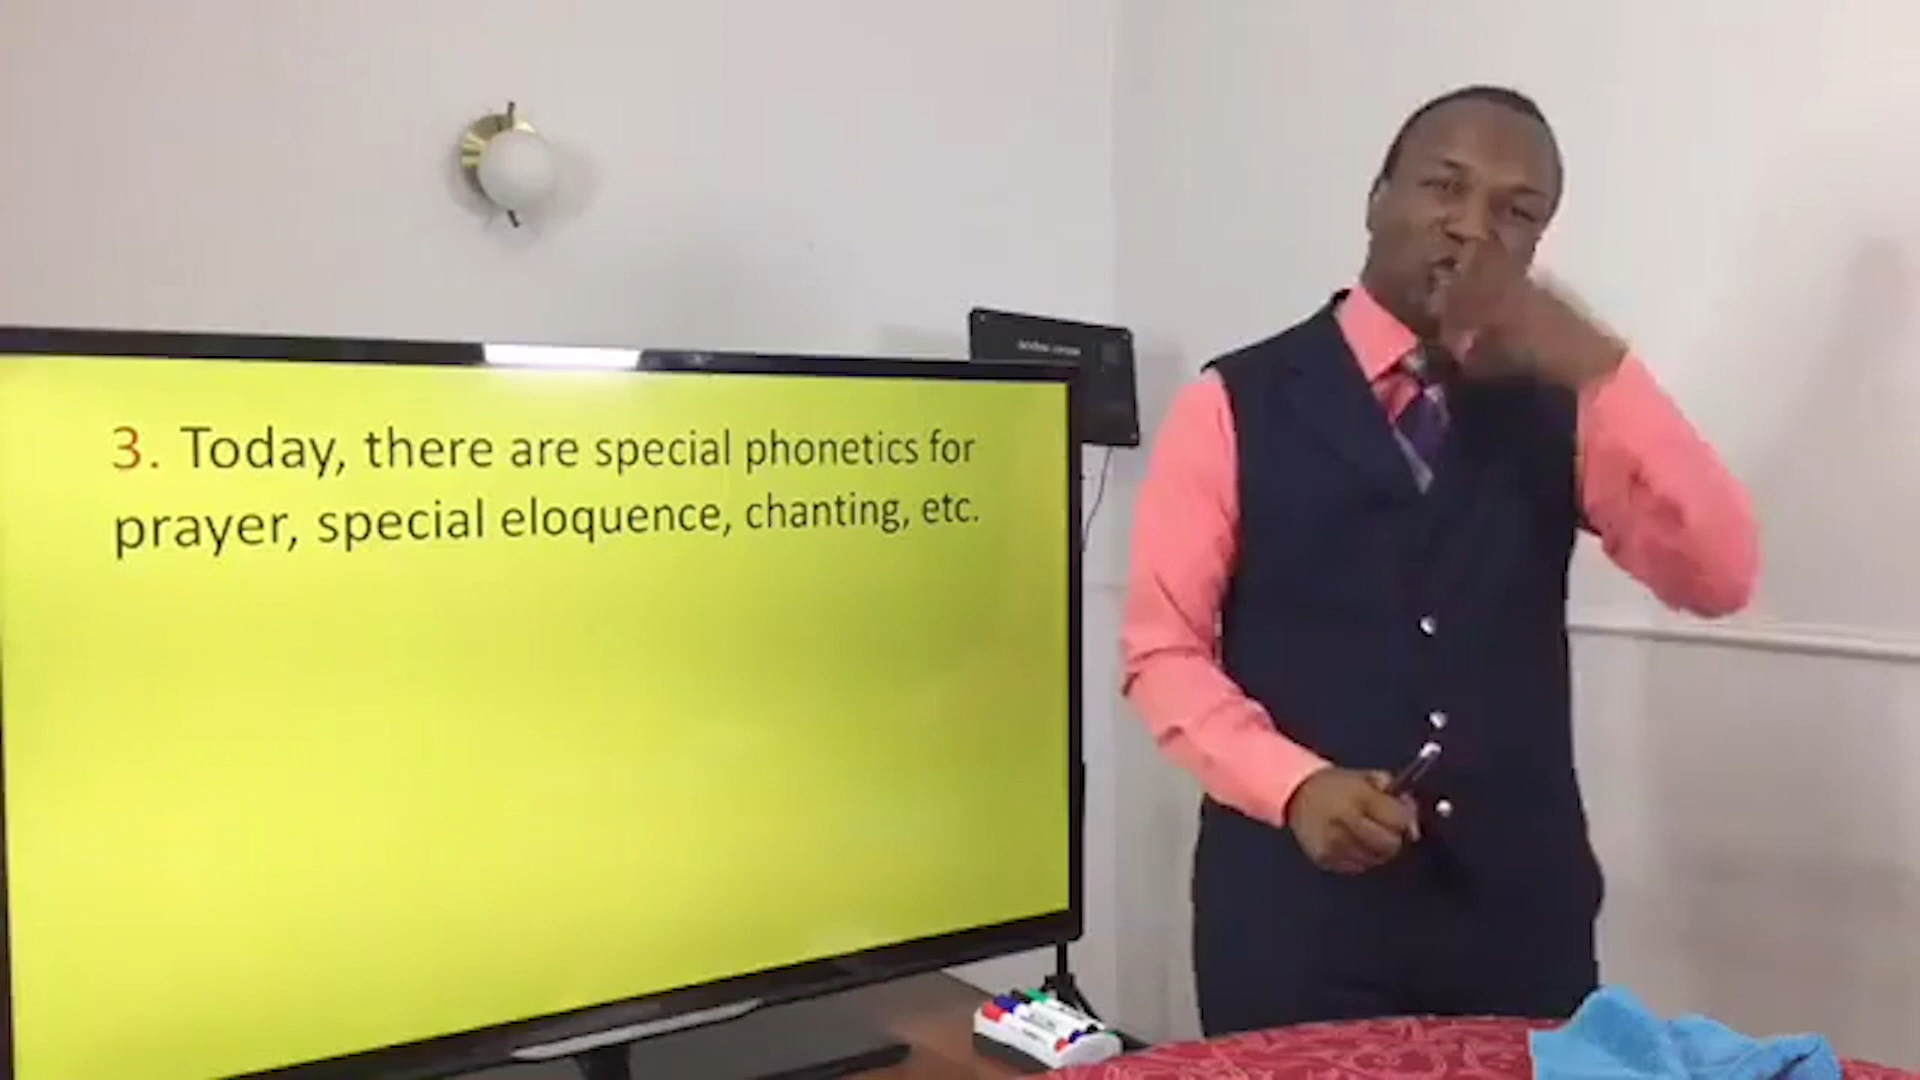 3. Today, there are special phonetics for
prayer, special eloquence, chanting, etc.